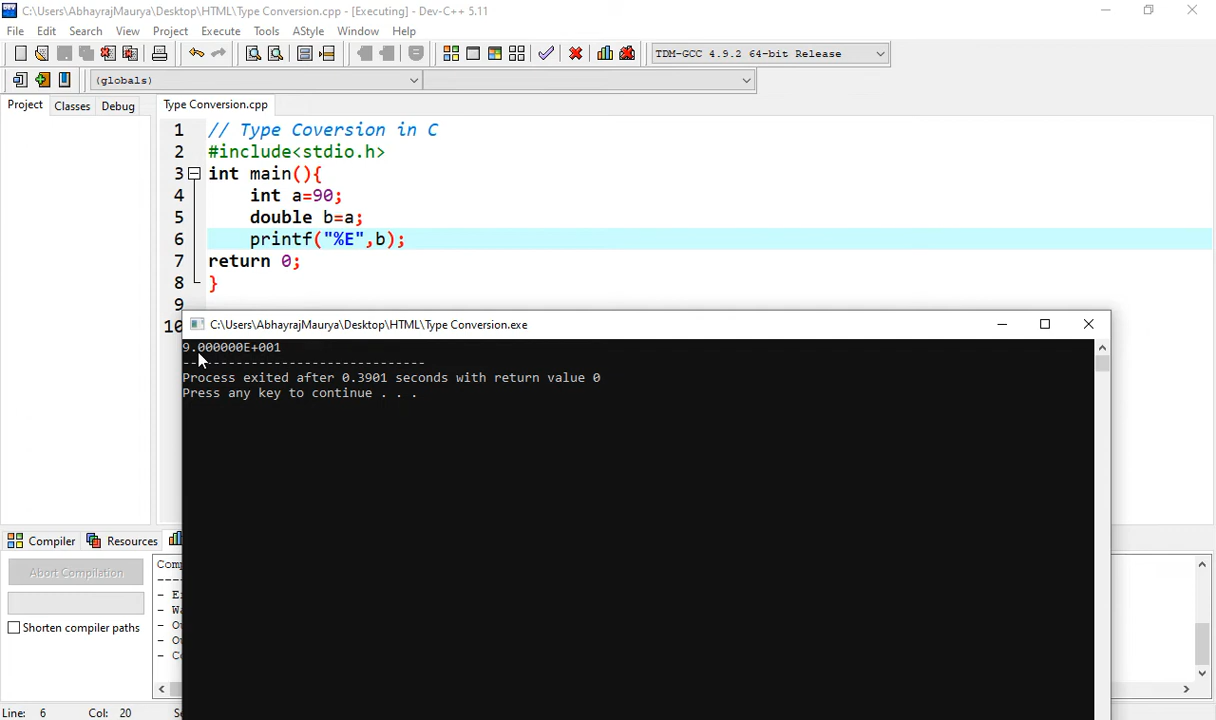 C:\Users\AbhayrajMaurya\Desktop\HTML\Type Conversion.cpp - [Executing] - Dev-C++ 5.11
File Edit Search View Project Execute Tools AStyle Window Help
TDM-GCC 4.9.2 64-bit Release
(globals)
Project Classes Debug Type Conversion.cpp
1 // Type Coversion in C
2 #include<stdio.h>
3 int main(){
4 int a=90;
5 double b=a;
6 printf("%E",b);
7 return 0;
8 }
9
10
C:\Users\AbhayrajMaurya\Desktop\HTML\Type Conversion.exe
9.000000E+001
--------------------------------
Process exited after 0.3901 seconds with return value 0
Press any key to continue . . .
Compiler Resources
Abort Compilation
Shorten compiler paths
Line: 6 Col: 20